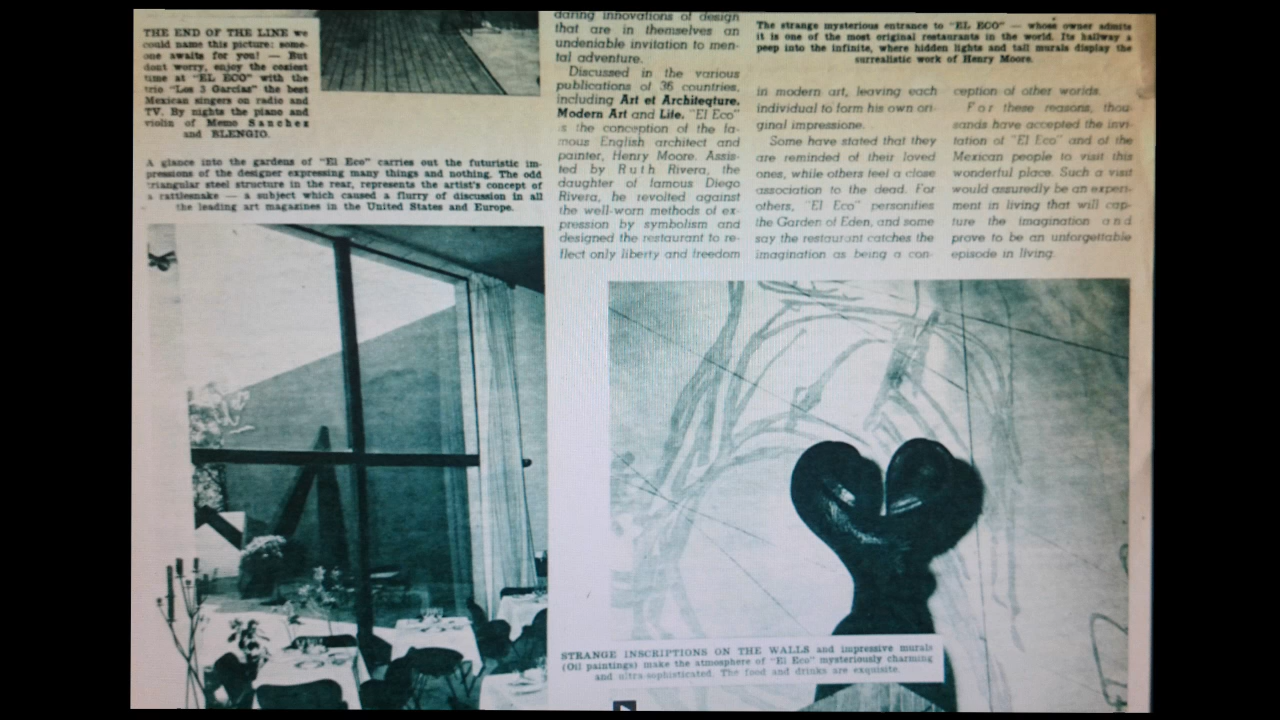 THE END OF THE LINE we
could name this picture: some-
one awaits for you! — But
dont worry, enjoy the coziest
time at "EL ECO" with the
trio "Los 3 Garcias" the best
Mexican singers on radio and
TV. By nights the piano and
violin of Memo Sanchez
and BLENGIO.
A glance into the gardens of "El Eco" carries out the futuristic im-
pressions of the designer expressing many things and nothing. The odd
triangular steel structure in the rear, represents the artist's concept of
a rattlesnake — a subject which caused a flurry of discussion in all
the leading art magazines in the United States and Europe.
daring innovations of design
that are in themselves an
undeniable invitation to men-
tal adventure.
Discussed in the various
publications of 36 countries,
including Art et Architeqture,
Modern Art and Life, "El Eco"
is the conception of the fa-
mous English architect and
painter, Henry Moore. Assis-
ted by Ruth Rivera, the
daughter of famous Diego
Rivera, he revolted against
the well-worn methods of ex-
pression by symbolism and
designed the restaurant to re-
flect only liberty and freedom
The strange mysterious entrance to "EL ECO" — whose owner admits
it is one of the most original restaurants in the world. Its hallway a
peep into the infinite, where hidden lights and tall murals display the
surrealistic work of Henry Moore.
in modern art, leaving each
individual to form his own ori-
ginal impressione.
Some have stated that they
are reminded of their loved
ones, while others feel a close
association to the dead. For
others, "El Eco" personifies
the Garden of Eden, and some
say the restaurant catches the
imagination as being a con-
ception of other worlds.
For these reasons, thou-
sands have accepted the invi-
tation of "El Eco" and of the
Mexican people to visit this
wonderful place. Such a visit
would assuredly be an experi-
ment in living that will cap-
ture the imagination and
prove to be an unforgettable
episode in living.
STRANGE INSCRIPTIONS ON THE WALLS and impressive murals
(Oil paintings) make the atmosphere of "El Eco" mysteriously charming
and ultra-sophisticated. The food and drinks are exquisite.